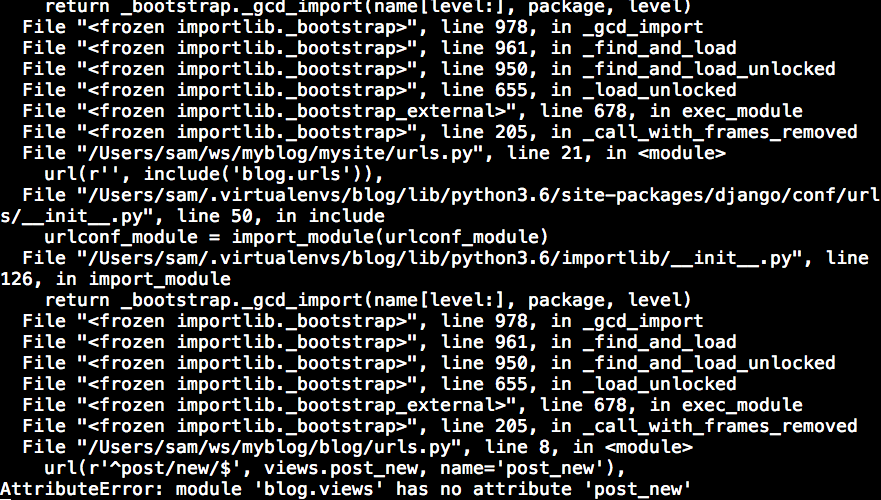 return _bootstrap._gcd_import(name[level:], package, level)
  File "<frozen importlib._bootstrap>", line 978, in _gcd_import
  File "<frozen importlib._bootstrap>", line 961, in _find_and_load
  File "<frozen importlib._bootstrap>", line 950, in _find_and_load_unlocked
  File "<frozen importlib._bootstrap>", line 655, in _load_unlocked
  File "<frozen importlib._bootstrap_external>", line 678, in exec_module
  File "<frozen importlib._bootstrap>", line 205, in _call_with_frames_removed
  File "/Users/sam/ws/myblog/mysite/urls.py", line 21, in <module>
    url(r'', include('blog.urls')),
  File "/Users/sam/.virtualenvs/blog/lib/python3.6/site-packages/django/conf/url
s/__init__.py", line 50, in include
    urlconf_module = import_module(urlconf_module)
  File "/Users/sam/.virtualenvs/blog/lib/python3.6/importlib/__init__.py", line
126, in import_module
    return _bootstrap._gcd_import(name[level:], package, level)
  File "<frozen importlib._bootstrap>", line 978, in _gcd_import
  File "<frozen importlib._bootstrap>", line 961, in _find_and_load
  File "<frozen importlib._bootstrap>", line 950, in _find_and_load_unlocked
  File "<frozen importlib._bootstrap>", line 655, in _load_unlocked
  File "<frozen importlib._bootstrap_external>", line 678, in exec_module
  File "<frozen importlib._bootstrap>", line 205, in _call_with_frames_removed
  File "/Users/sam/ws/myblog/blog/urls.py", line 8, in <module>
    url(r'^post/new/$', views.post_new, name='post_new'),
AttributeError: module 'blog.views' has no attribute 'post_new'